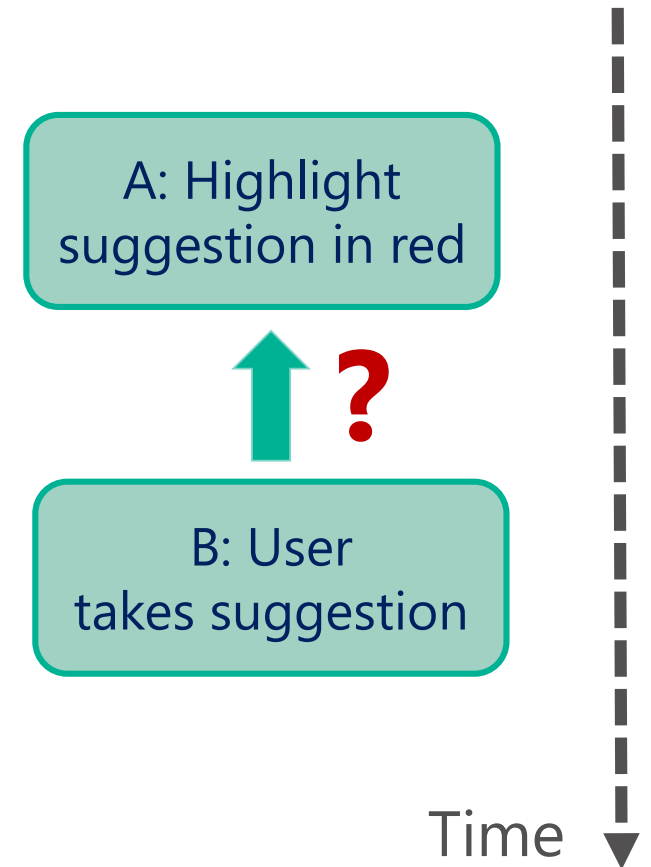 A: Highlight
suggestion in red
?
B: User
takes suggestion
Time